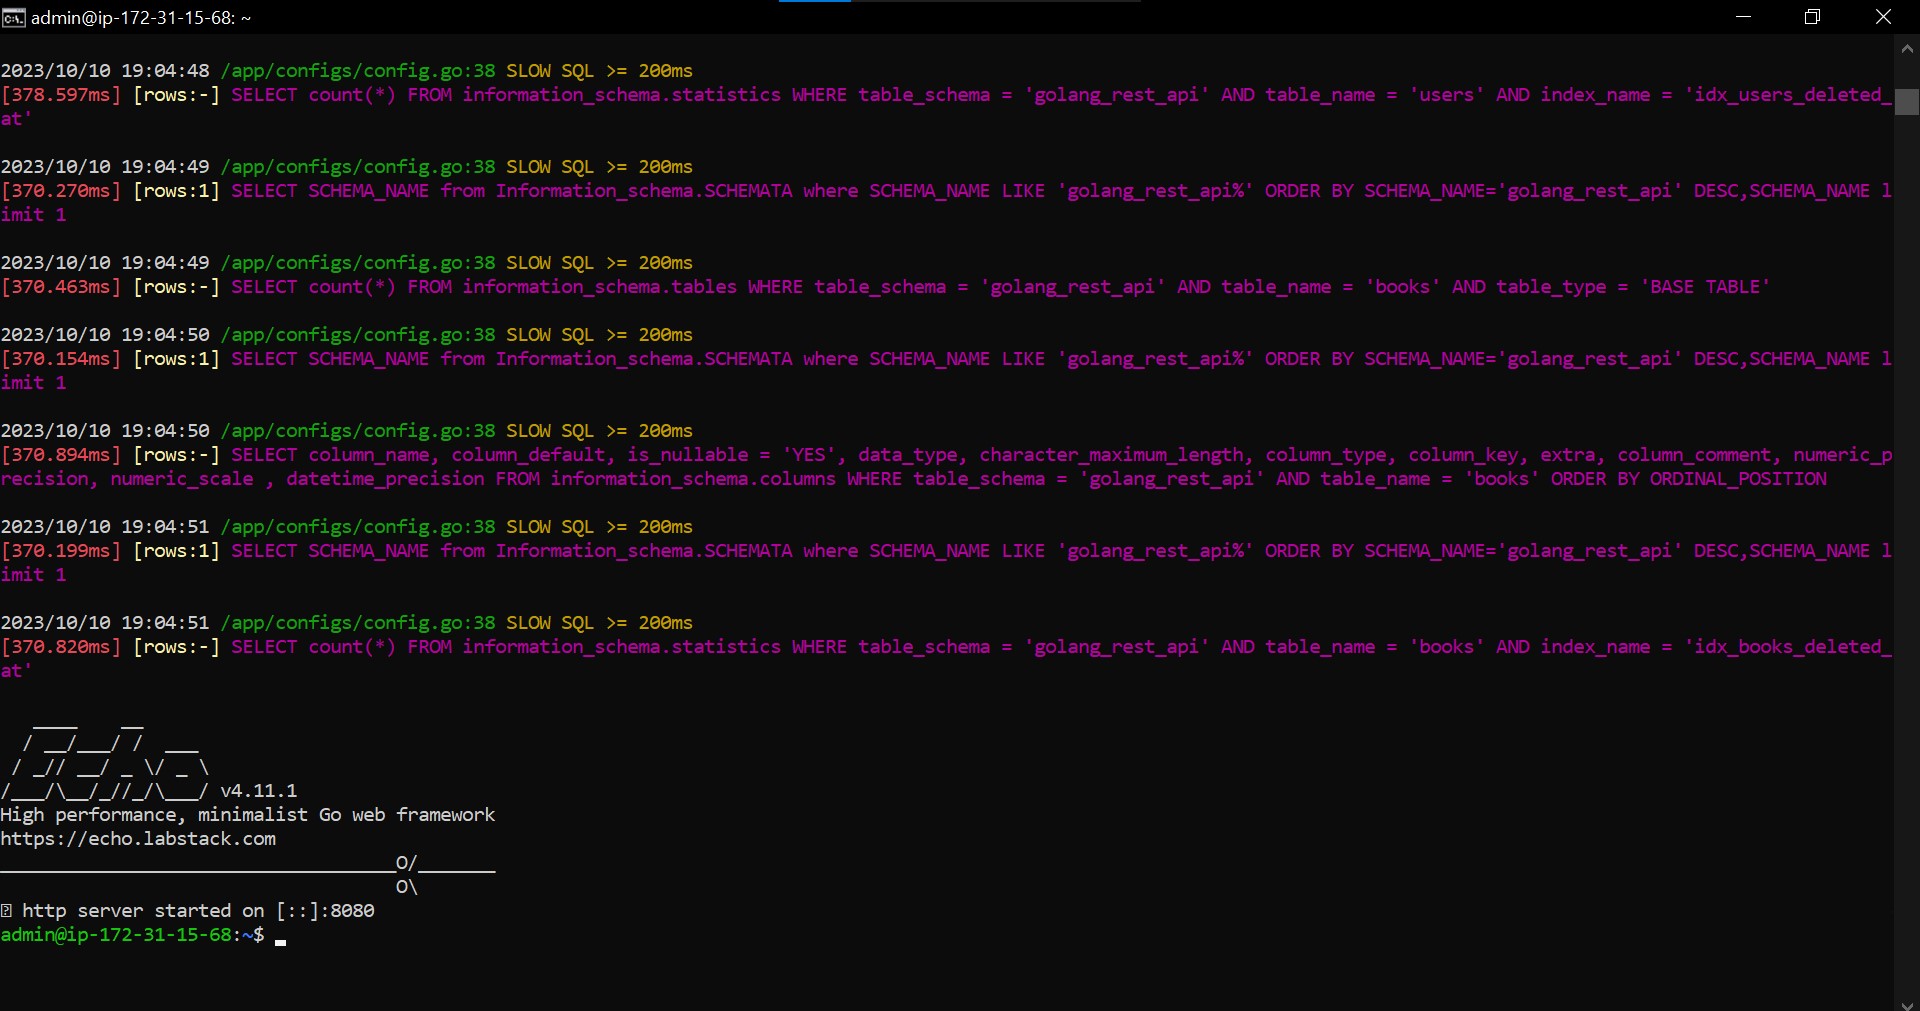 admin@ip-172-31-15-68: ~
2023/10/10 19:04:48 /app/configs/config.go:38 SLOW SQL >= 200ms
[378.597ms] [rows:-] SELECT count(*) FROM information_schema.statistics WHERE table_schema = 'golang_rest_api' AND table_name = 'users' AND index_name = 'idx_users_deleted_
at'
2023/10/10 19:04:49 /app/configs/config.go:38 SLOW SQL >= 200ms
[370.270ms] [rows:1] SELECT SCHEMA_NAME from Information_schema.SCHEMATA where SCHEMA_NAME LIKE 'golang_rest_api%' ORDER BY SCHEMA_NAME='golang_rest_api' DESC,SCHEMA_NAME l
imit 1
2023/10/10 19:04:49 /app/configs/config.go:38 SLOW SQL >= 200ms
[370.463ms] [rows:-] SELECT count(*) FROM information_schema.tables WHERE table_schema = 'golang_rest_api' AND table_name = 'books' AND table_type = 'BASE TABLE'
2023/10/10 19:04:50 /app/configs/config.go:38 SLOW SQL >= 200ms
[370.154ms] [rows:1] SELECT SCHEMA_NAME from Information_schema.SCHEMATA where SCHEMA_NAME LIKE 'golang_rest_api%' ORDER BY SCHEMA_NAME='golang_rest_api' DESC,SCHEMA_NAME l
imit 1
2023/10/10 19:04:50 /app/configs/config.go:38 SLOW SQL >= 200ms
[370.894ms] [rows:-] SELECT column_name, column_default, is_nullable = 'YES', data_type, character_maximum_length, column_type, column_key, extra, column_comment, numeric_p
recision, numeric_scale , datetime_precision FROM information_schema.columns WHERE table_schema = 'golang_rest_api' AND table_name = 'books' ORDER BY ORDINAL_POSITION
2023/10/10 19:04:51 /app/configs/config.go:38 SLOW SQL >= 200ms
[370.199ms] [rows:1] SELECT SCHEMA_NAME from Information_schema.SCHEMATA where SCHEMA_NAME LIKE 'golang_rest_api%' ORDER BY SCHEMA_NAME='golang_rest_api' DESC,SCHEMA_NAME l
imit 1
2023/10/10 19:04:51 /app/configs/config.go:38 SLOW SQL >= 200ms
[370.820ms] [rows:-] SELECT count(*) FROM information_schema.statistics WHERE table_schema = 'golang_rest_api' AND table_name = 'books' AND index_name = 'idx_books_deleted_
at'
Echo v4.11.1
High performance, minimalist Go web framework
https://echo.labstack.com
____________________________________O/_______
                                    O\
http server started on [::]:8080
admin@ip-172-31-15-68:~$